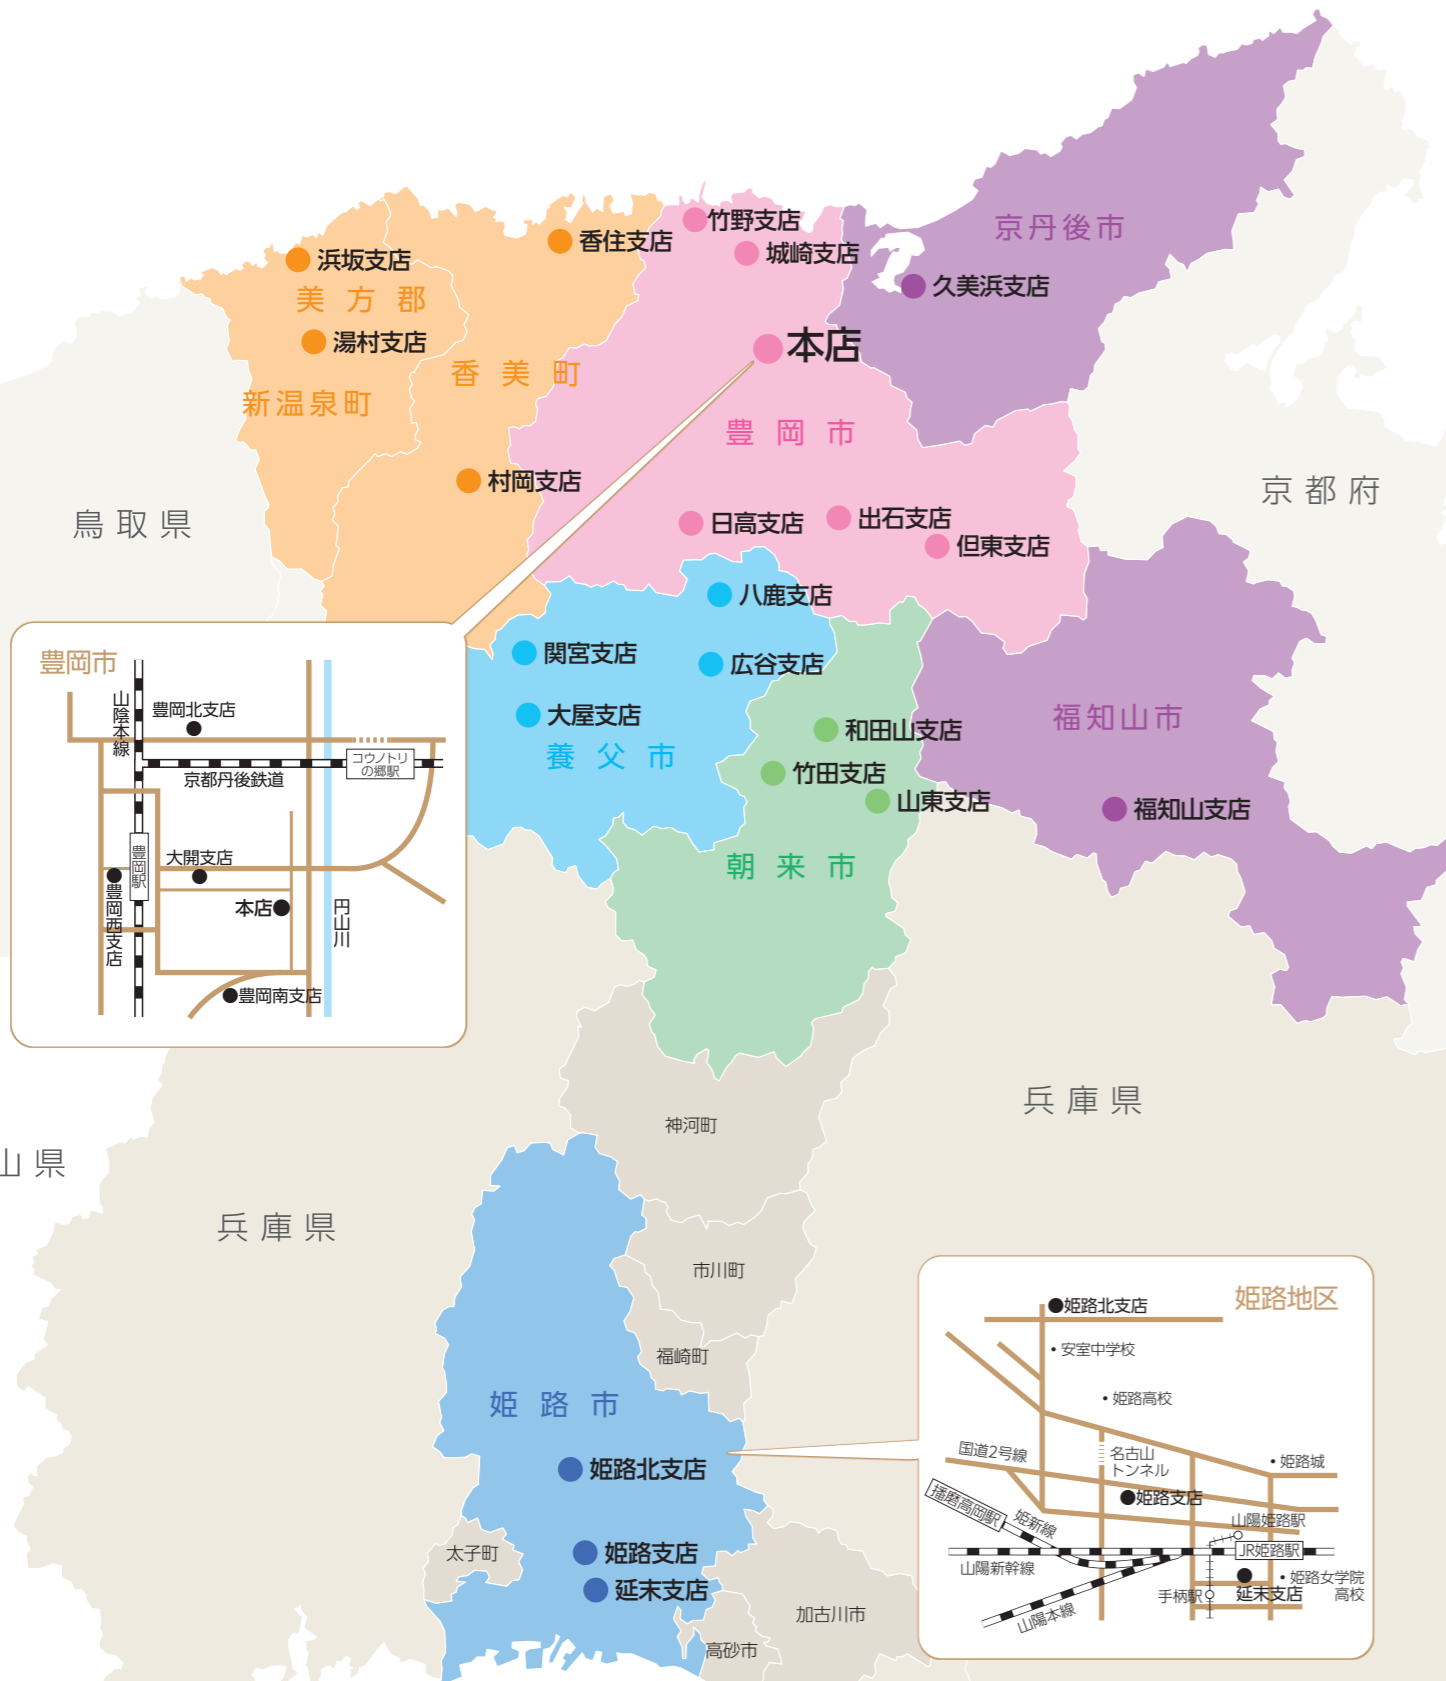 京丹後市
竹野支店
香住支店
城崎支店
浜坂支店
久美浜支店
美方郡
湯村支店
本店
香美町
新温泉町
豊岡市
村岡支店
京都府
鳥取県
日高支店
出石支店
但東支店
八鹿支店
関宮支店
広谷支店
大屋支店
養父市
和田山支店
福知山市
竹田支店
山東支店
福知山支店
朝来市
豊岡市
山陰本線
豊岡北支店
コウノトリ
の郷駅
京都丹後鉄道
豊岡駅
大開支店
豊岡西支店
本店
円山川
豊岡南支店
神河町
兵庫県
山県
兵庫県
市川町
福崎町
姫路市
姫路北支店
太子町
姫路支店
延末支店
加古川市
高砂市
姫路地区
姫路北支店
安室中学校
姫路高校
国道2号線
名古山
トンネル
姫路城
播磨高岡駅
姫新線
姫路支店
山陽姫路駅
JR姫路駅
山陽新幹線
手柄駅
延末支店
姫路女学院
高校
山陽本線